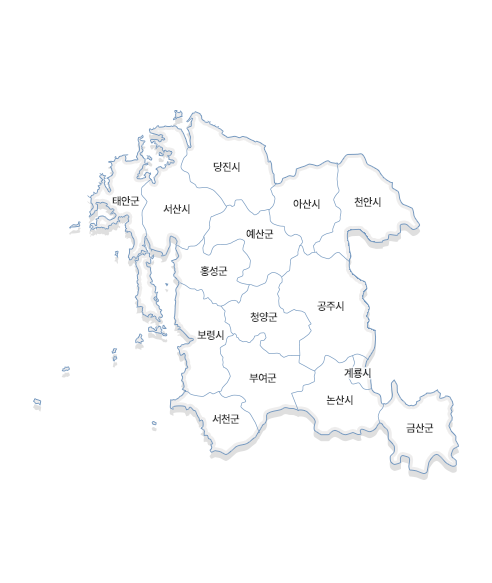 당진시
태안군
서산시
아산시
천안시
예산군
홍성군
공주시
청양군
보령시
계룡시
부여군
논산시
서천군
금산군